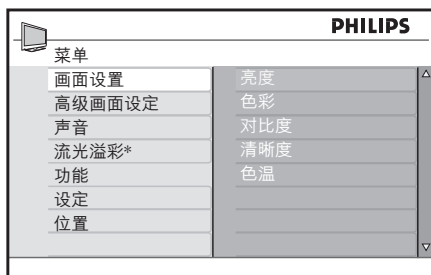 PHILIPS
菜单
画面设置
亮度
高级画面设定
色彩
声音
对比度
流光溢彩*
清晰度
功能
色温
设定
位置